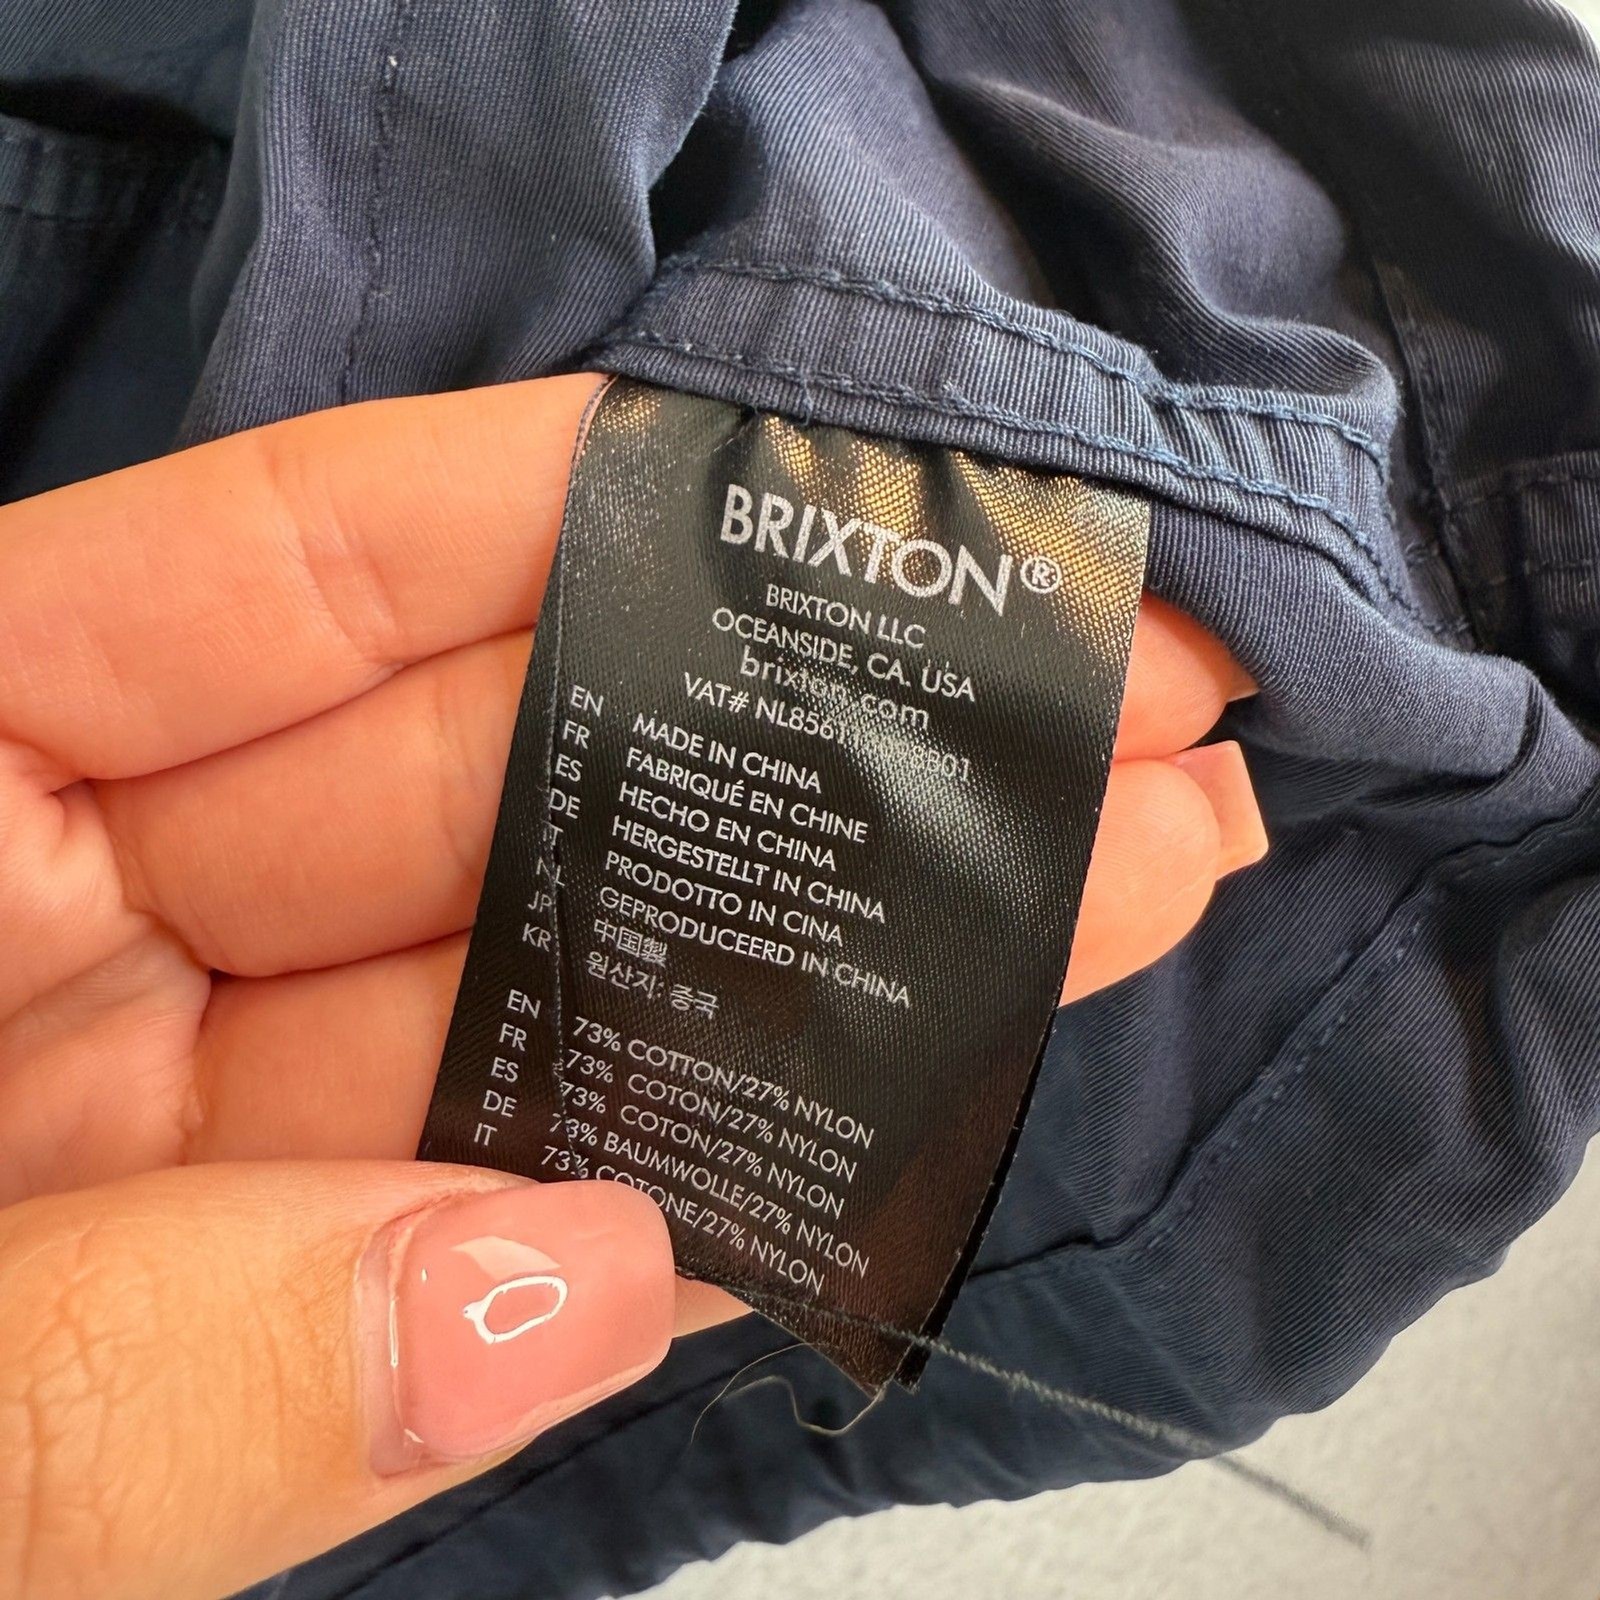 BRIXTON®
BRIXTON LLC
OCEANSIDE, CA. USA
brixton.com
VAT#
EN MADE IN CHINA
FR FABRIQUÉ EN CHINE
ES HECHO EN CHINA
DE HERGESTELLT IN CHINA
IT PRODOTTO IN CINA
NL GEPRODUCEERD IN CHINA
JP 中国製
KR 원산지: 중국
EN 73% COTTON/27% NYLON
FR 73% COTON/27% NYLON
ES 73% COTON/27% NYLON
DE 73% BAUMWOLLE/27% NYLON
IT 73% COTONE/27% NYLON